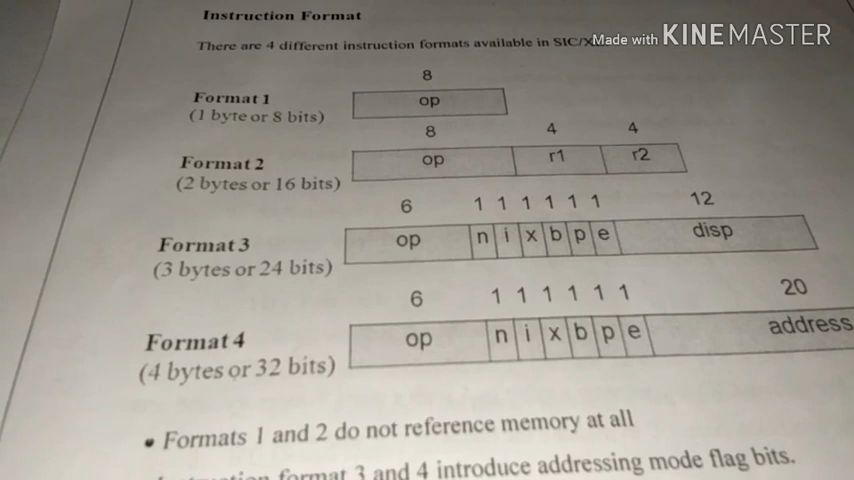 Instruction Format
There are 4 different instruction formats available in
Made with KINEMASTER
8
Format 1
op
(1 byte or 8 bits)
8 4 4
Format 2
op r1 r2
(2 bytes or 16 bits)
6 1 1 1 1 1 1 12
Format 3
op n i x b p e disp
(3 bytes or 24 bits)
6 1 1 1 1 1 1 20
Format 4
op n i x b p e address
(4 bytes or 32 bits)
• Formats 1 and 2 do not reference memory at all
format 3 and 4 introduce addressing mode flag bits.